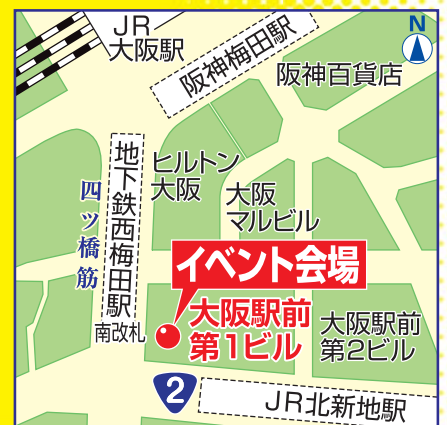 JR
大阪駅
阪神梅田駅
N
阪神百貨店
地下鉄西梅田駅
南改札
四ツ橋筋
ヒルトン
大阪
大阪
マルビル
イベント会場
大阪駅前
第1ビル
大阪駅前
第2ビル
2
JR北新地駅